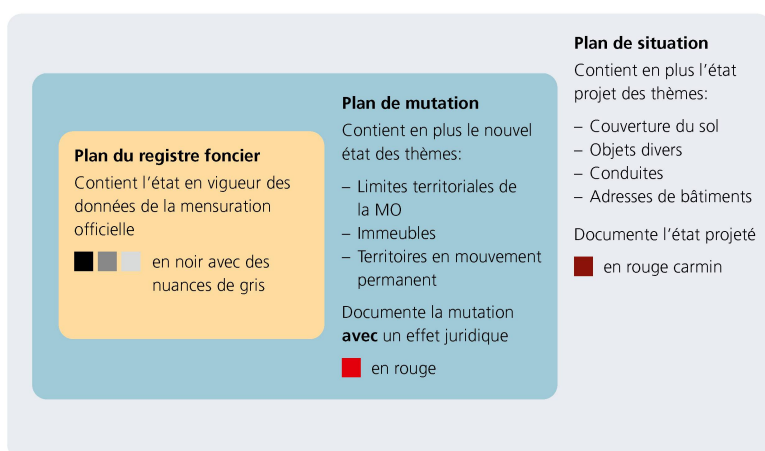 Plan du registre foncier
Contient l’état en vigueur des
données de la mensuration
officielle
en noir avec des
nuances de gris
Plan de mutation
Contient en plus le nouvel
état des thèmes:
– Limites territoriales de
la MO
– Immeubles
– Territoires en mouvement
permanent
Documente la mutation
avec un effet juridique
en rouge
Plan de situation
Contient en plus l’état
projet des thèmes:
– Couverture du sol
– Objets divers
– Conduites
– Adresses de bâtiments
Documente l’état projeté
en rouge carmin